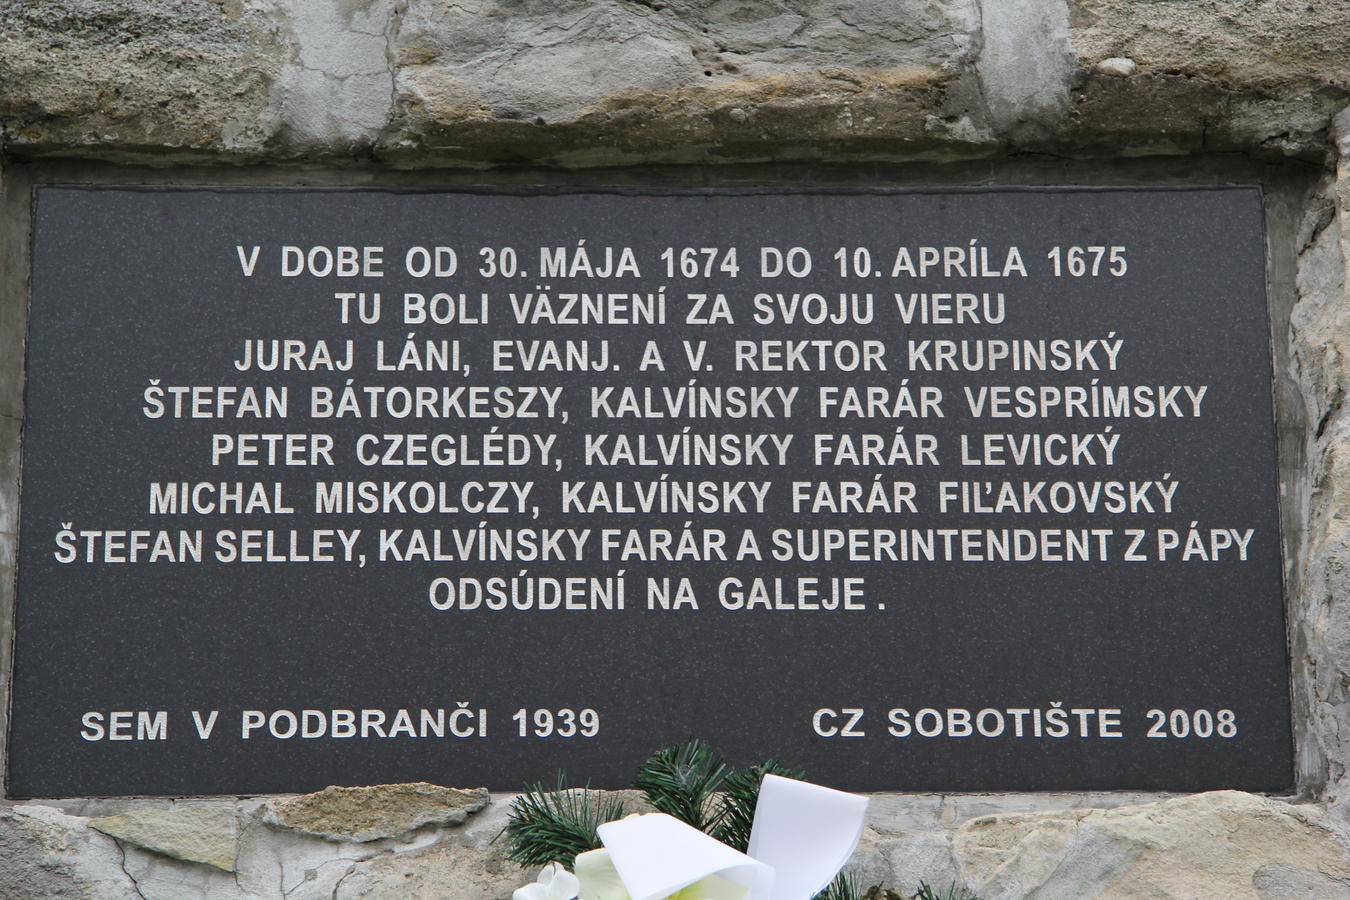 V DOBE OD 30. MÁJA 1674 DO 10. APRÍLA 1675
TU BOLI VÄZNENÍ ZA SVOJU VIERU
JURAJ LÁNI, EVANJ. A V. REKTOR KRUPINSKÝ
ŠTEFAN BÁTORKESZY, KALVÍNSKY FARÁR VESPRÍMSKY
PETER CZEGLÉDY, KALVÍNSKY FARÁR LEVICKÝ
MICHAL MISKOLCZY, KALVÍNSKY FARÁR FIĽAKOVSKÝ
ŠTEFAN SELLEY, KALVÍNSKY FARÁR A SUPERINTENDENT Z PÁPY
ODSÚDENÍ NA GALEJE .
SEM V PODBRANČI 1939
CZ SOBOTIŠTE 2008